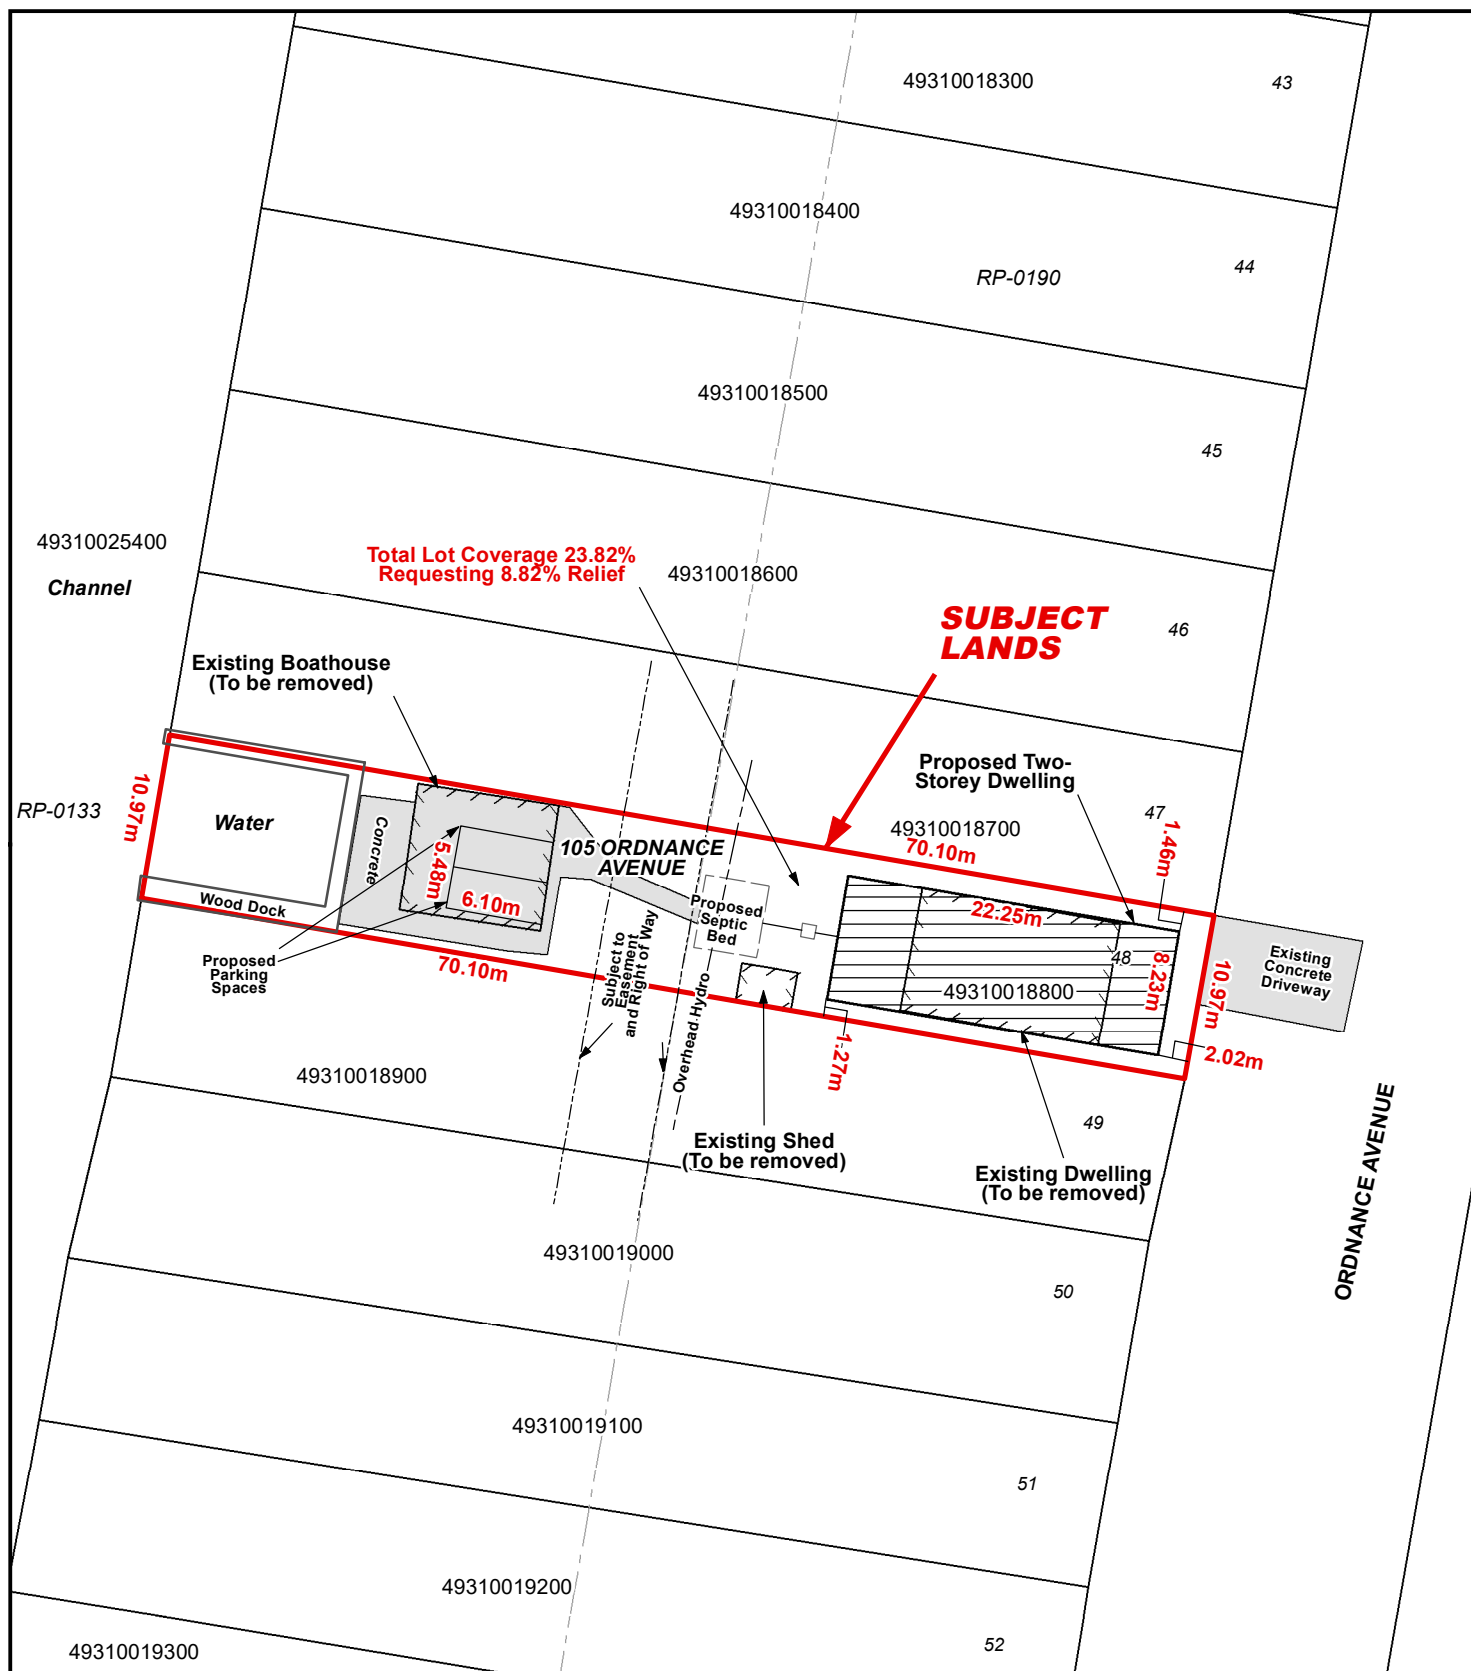 49310018300
43
49310018400
RP-0190
44
49310018500
45
49310025400
Channel
Total Lot Coverage 23.82%
Requesting 8.82% Relief
49310018600
SUBJECT
LANDS
46
Existing Boathouse
(To be removed)
Proposed Two-
Storey Dwelling
RP-0133
10.97m
Water
Concrete
Wood Dock
5.48m
6.10m
105 ORDNANCE
AVENUE
49310018700
70.10m
47
1.46m
Proposed
Parking
Spaces
70.10m
Subject to
Easement
and Right of Way
Overhead Hydro
Proposed
Septic
Bed
22.25m
48
8.23m
49310018800
10.97m
Existing
Concrete
Driveway
1.27m
2.02m
49310018900
49
Existing Shed
(To be removed)
Existing Dwelling
(To be removed)
ORDNANCE AVENUE
49310019000
50
49310019100
51
49310019200
52
49310019300